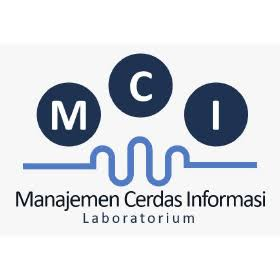 M C I
Manajemen Cerdas Informasi
Laboratorium